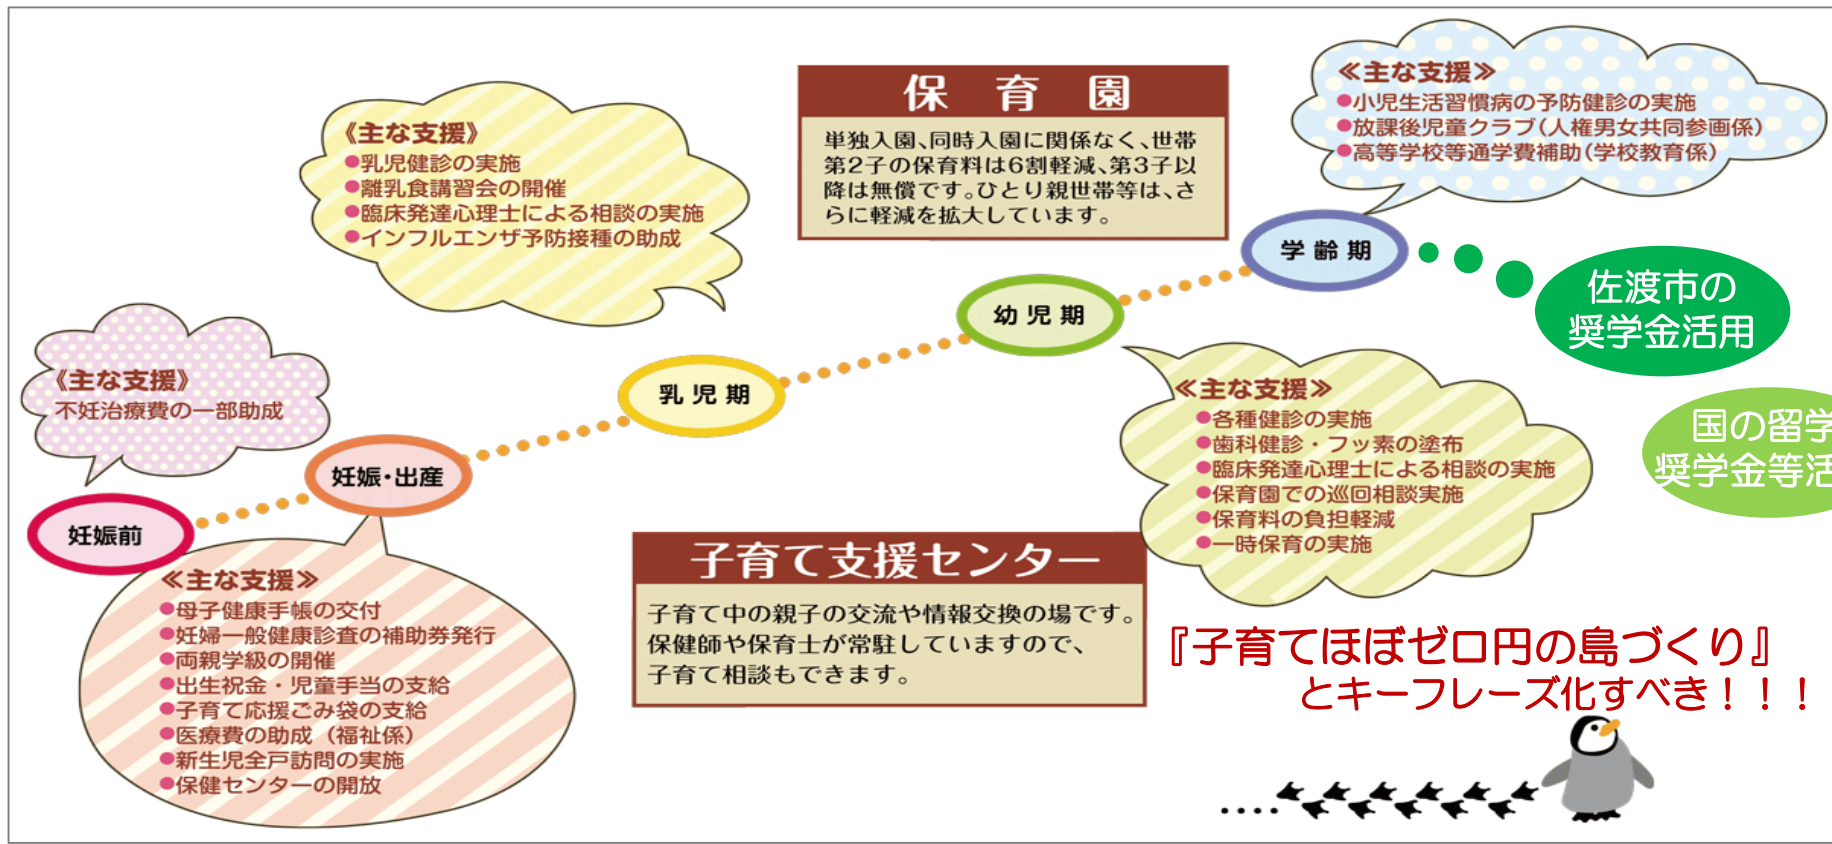 妊娠前
《主な支援》
不妊治療費の一部助成
妊娠・出産
≪主な支援≫
●母子健康手帳の交付
●妊婦一般健康診査の補助券発行
●両親学級の開催
●出生祝金・児童手当の支給
●子育て応援ごみ袋の支給
●医療費の助成（福祉係）
●新生児全戸訪問の実施
●保健センターの開放
乳児期
《主な支援》
●乳児健診の実施
●離乳食講習会の開催
●臨床発達心理士による相談の実施
●インフルエンザ予防接種の助成
保育園
単独入園、同時入園に関係なく、世帯
第2子の保育料は6割軽減、第3子以
降は無償です。ひとり親世帯等は、さ
らに軽減を拡大しています。
幼児期
≪主な支援≫
●各種健診の実施
●歯科健診・フッ素の塗布
●臨床発達心理士による相談の実施
●保育園での巡回相談実施
●保育料の負担軽減
●一時保育の実施
子育て支援センター
子育て中の親子の交流や情報交換の場です。
保健師や保育士が常駐していますので、
子育て相談もできます。
学齢期
≪主な支援≫
●小児生活習慣病の予防健診の実施
●放課後児童クラブ（人権男女共同参画係）
●高等学校等通学費補助（学校教育係）
佐渡市の
奨学金活用
国の留学
奨学金等活
『子育てほぼゼロ円の島づくり』
とキーフレーズ化すべき！！！